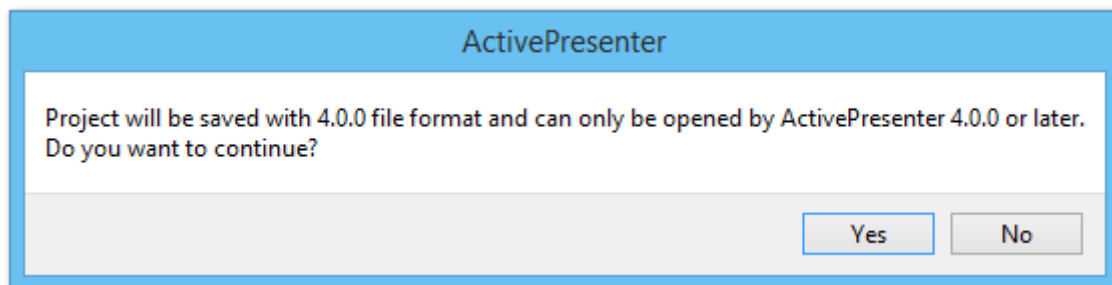 ActivePresenter
Project will be saved with 4.0.0 file format and can only be opened by ActivePresenter 4.0.0 or later.
Do you want to continue?
Yes No